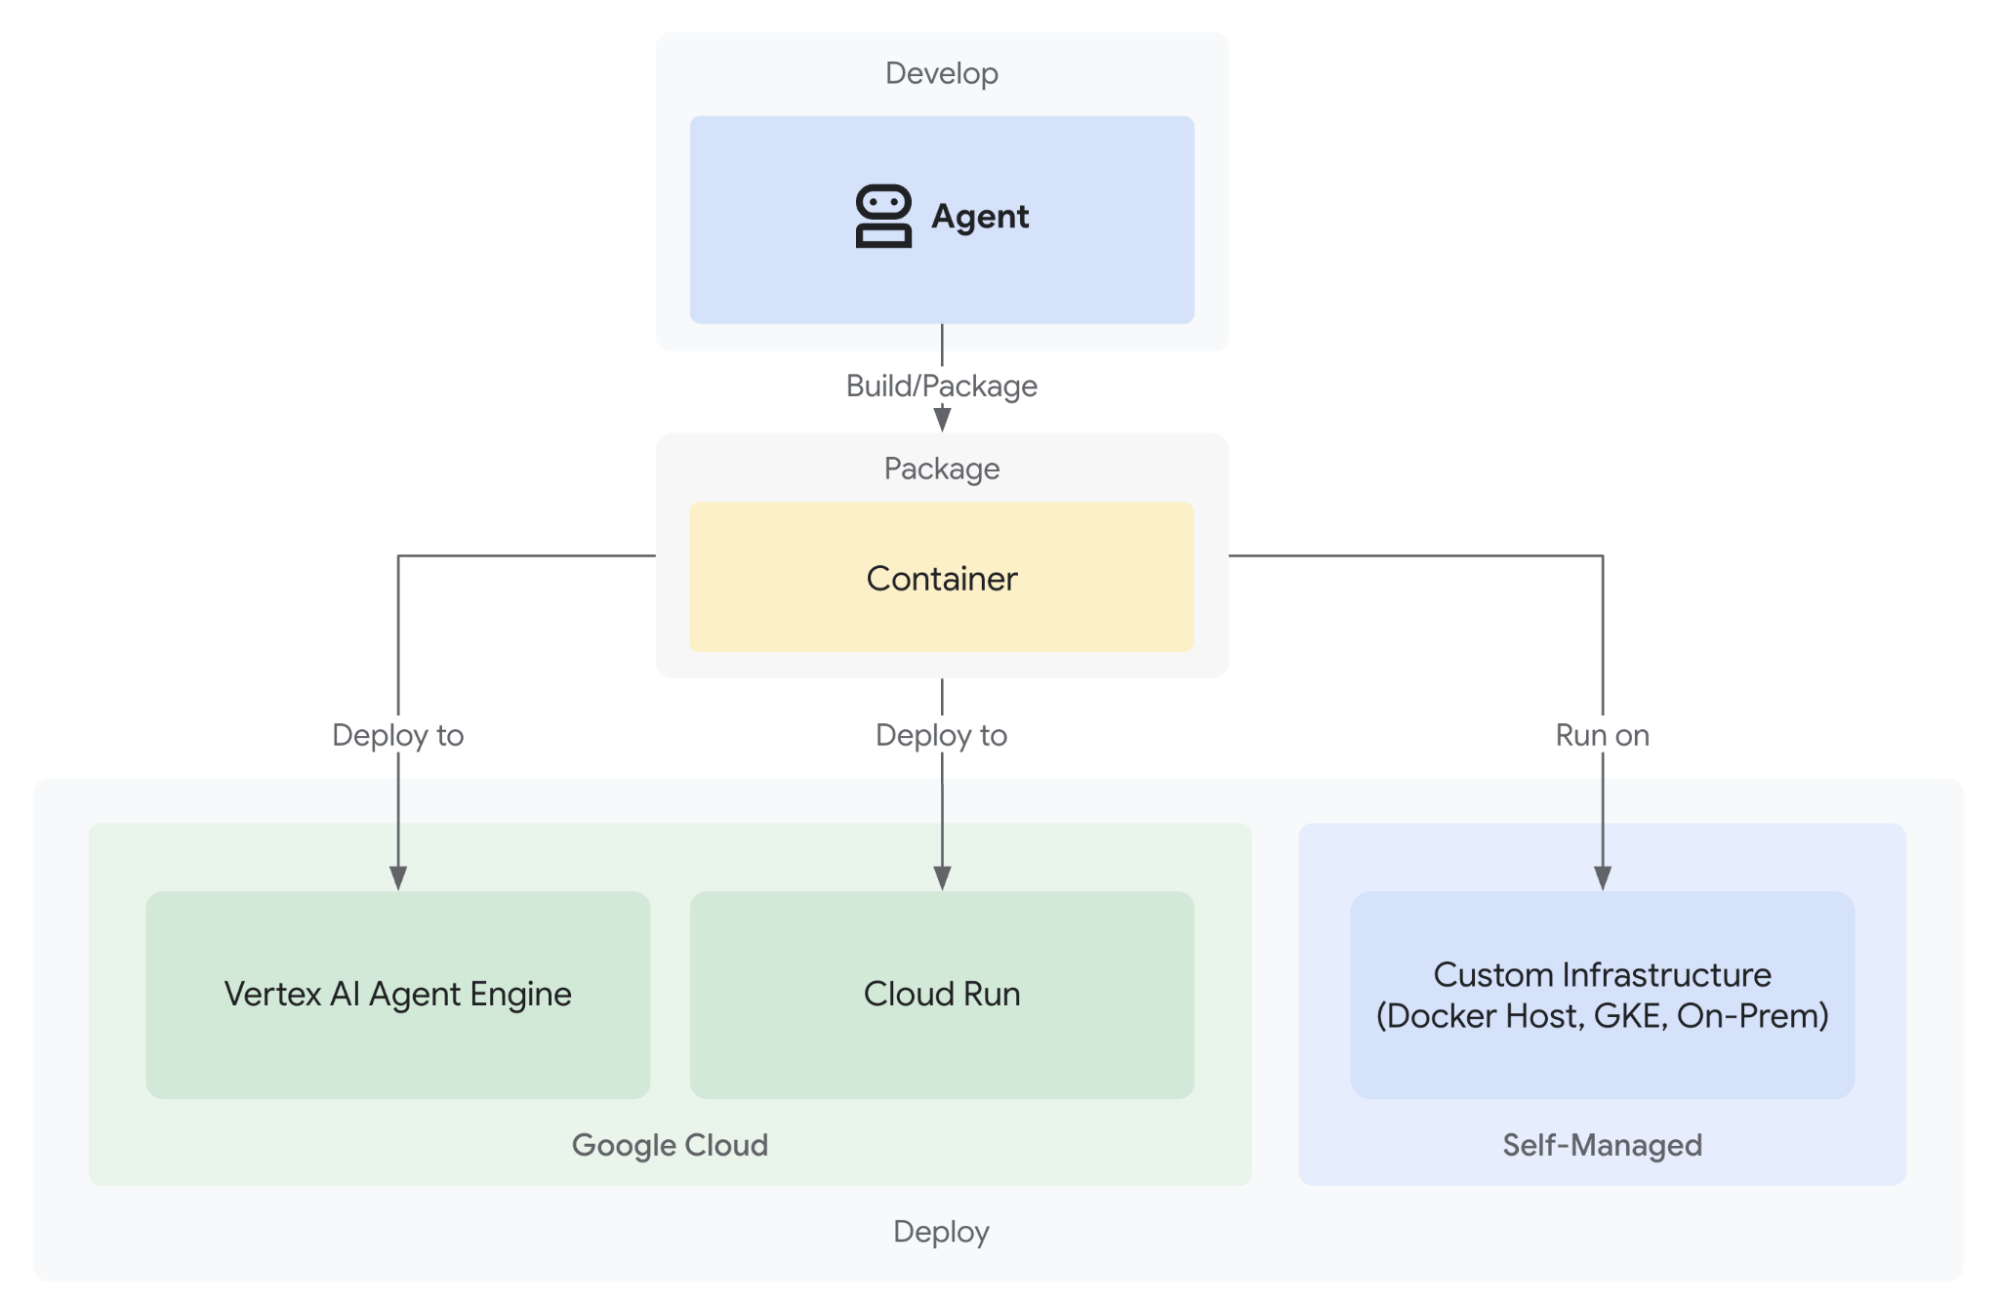 Develop
Agent
Build/Package
Package
Container
Deploy to
Deploy to
Run on
Vertex AI Agent Engine
Cloud Run
Custom Infrastructure
(Docker Host, GKE, On-Prem)
Google Cloud
Self-Managed
Deploy